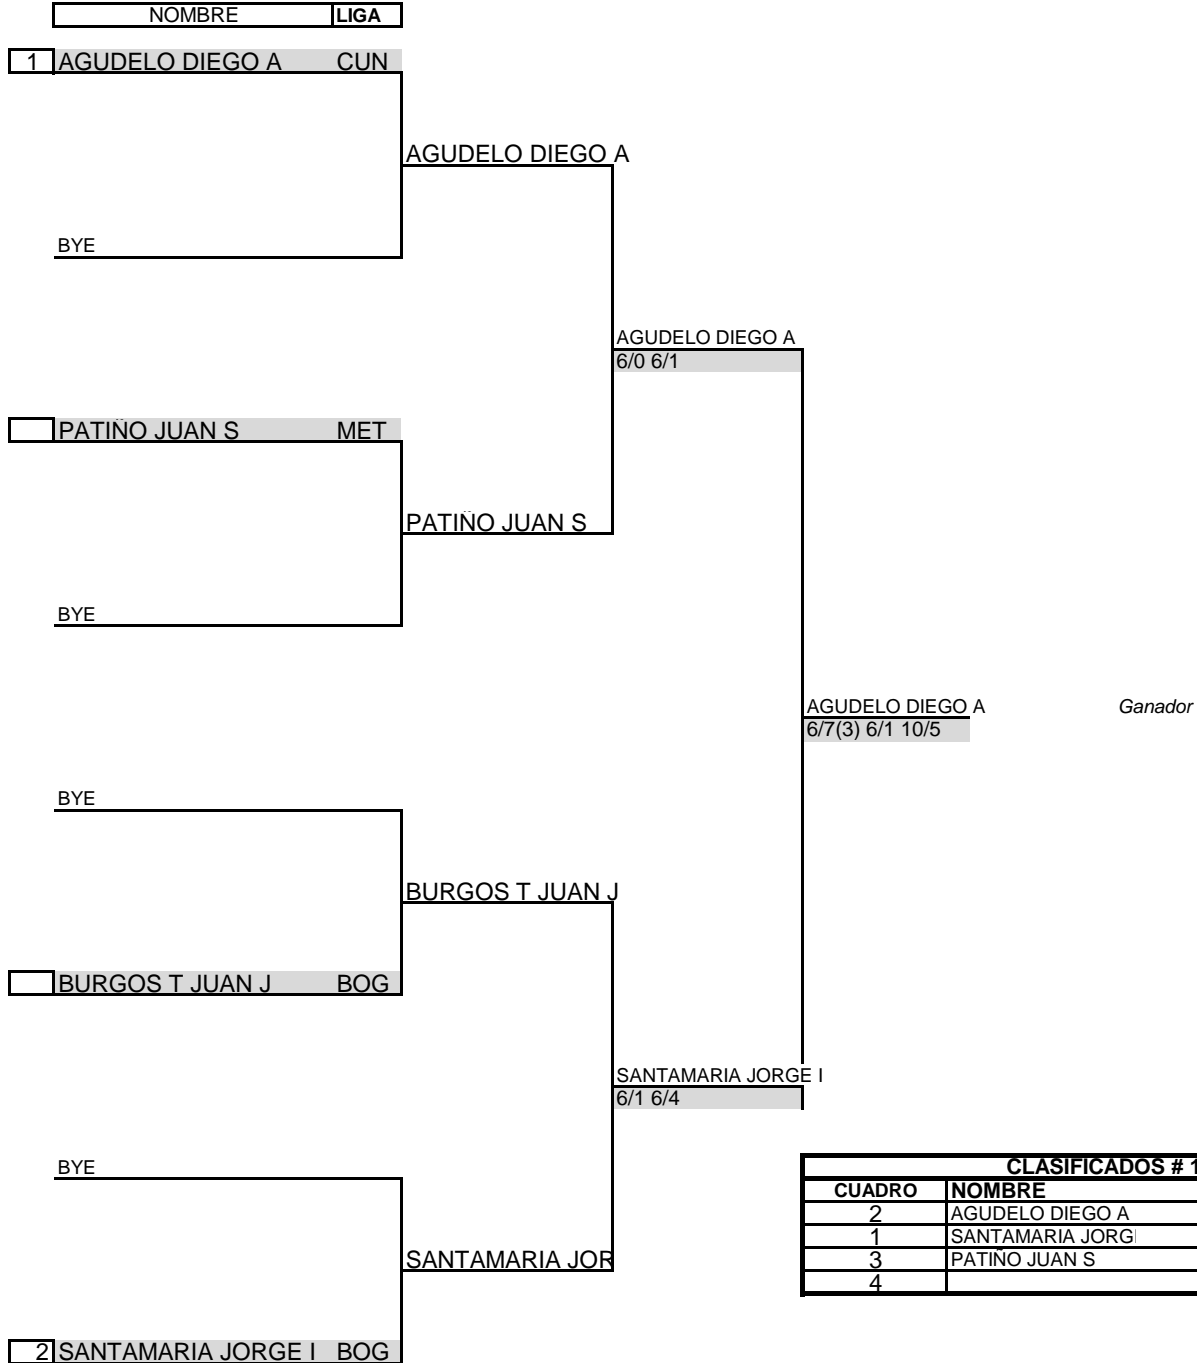 NOMBRE LIGA
1 AGUDELO DIEGO A CUN
AGUDELO DIEGO A
BYE
AGUDELO DIEGO A
6/0 6/1
PATIÑO JUAN S MET
PATIÑO JUAN S
BYE
AGUDELO DIEGO A Ganador
6/7(3) 6/1 10/5
BYE
BURGOS T JUAN J
BURGOS T JUAN J BOG
SANTAMARIA JORGE I
6/1 6/4
BYE
CLASIFICADOS # 1
CUADRO NOMBRE
2 AGUDELO DIEGO A
1 SANTAMARIA JORG
3 PATIÑO JUAN S
4
SANTAMARIA JOR
2 SANTAMARIA JORGE I BOG